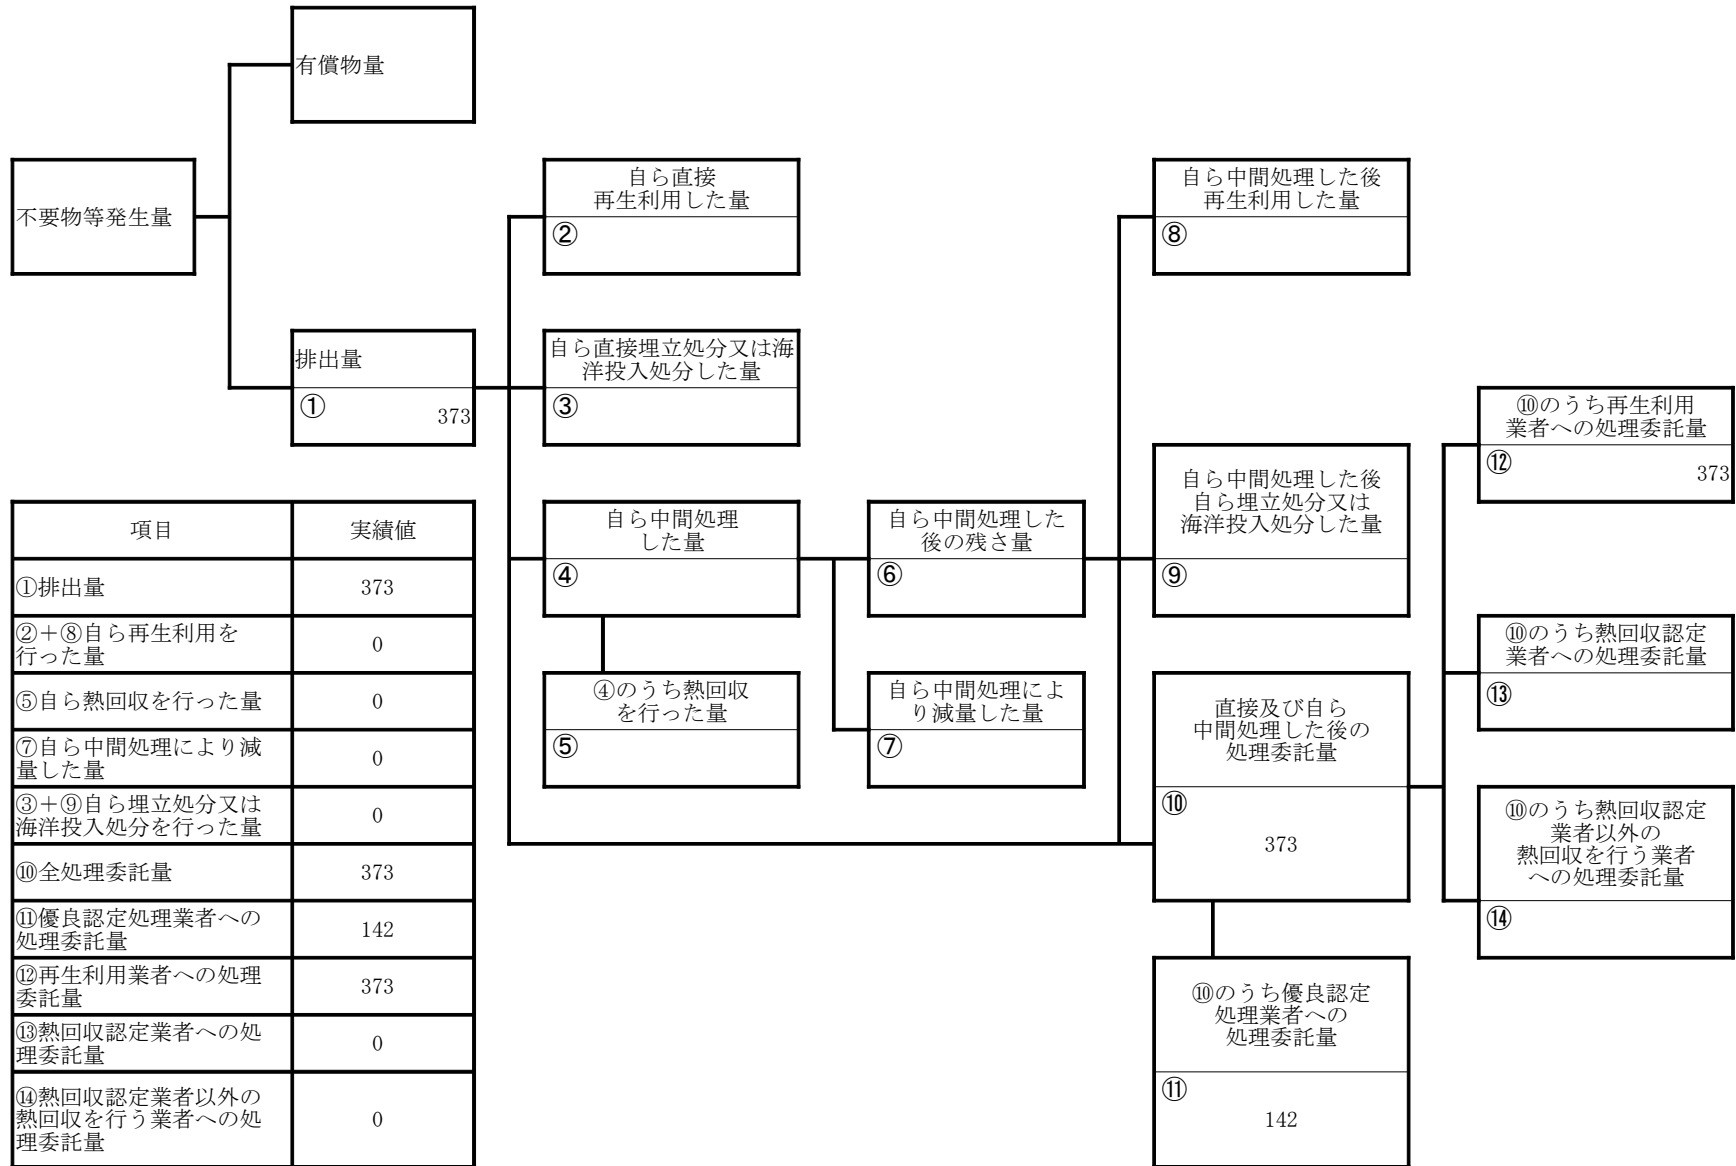 有償物量
不要物等発生量
自ら直接
再生利用した量
②
自ら中間処理した後
再生利用した量
⑧
排出量
①
373
自ら直接埋立処分又は海
洋投入処分した量
③
⑩のうち再生利用
業者への処理委託量
⑫
373
自ら中間処理
した量
④
自ら中間処理した
後の残さ量
⑥
自ら中間処理した後
自ら埋立処分又は
海洋投入処分した量
⑨
④のうち熱回収
を行った量
⑤
自ら中間処理によ
り減量した量
⑦
直接及び自ら
中間処理した後の
処理委託量
⑩
373
⑩のうち熱回収認定
業者への処理委託量
⑬
⑩のうち熱回収認定
業者以外の
熱回収を行う業者
への処理委託量
⑭
⑩のうち優良認定
処理業者への
処理委託量
⑪
142
項目 実績値
①排出量 373
②+⑧自ら再生利用を
行った量 0
⑤自ら熱回収を行った量 0
⑦自ら中間処理により減
量した量 0
③+⑨自ら埋立処分又は
海洋投入処分を行った量 0
⑩全処理委託量 373
⑪優良認定処理業者への
処理委託量 142
⑫再生利用業者への処理
委託量 373
⑬熱回収認定業者への処
理委託量 0
⑭熱回収認定業者以外の
熱回収を行う業者への処 0
理委託量